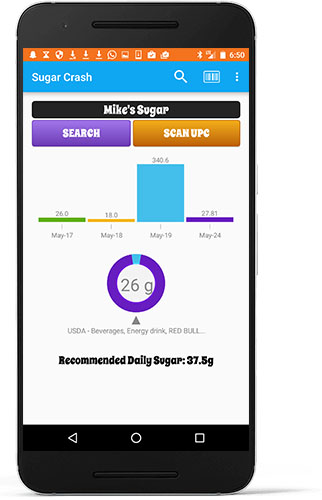 6:50
Sugar Crash
Mike's Sugar
SEARCH SCAN UPC
340.6
26.0 18.0 27.81
May-17 May-18 May-19 May-24
26 g
USDA - Beverages, Energy drink, RED BULL...
Recommended Daily Sugar: 37.5g